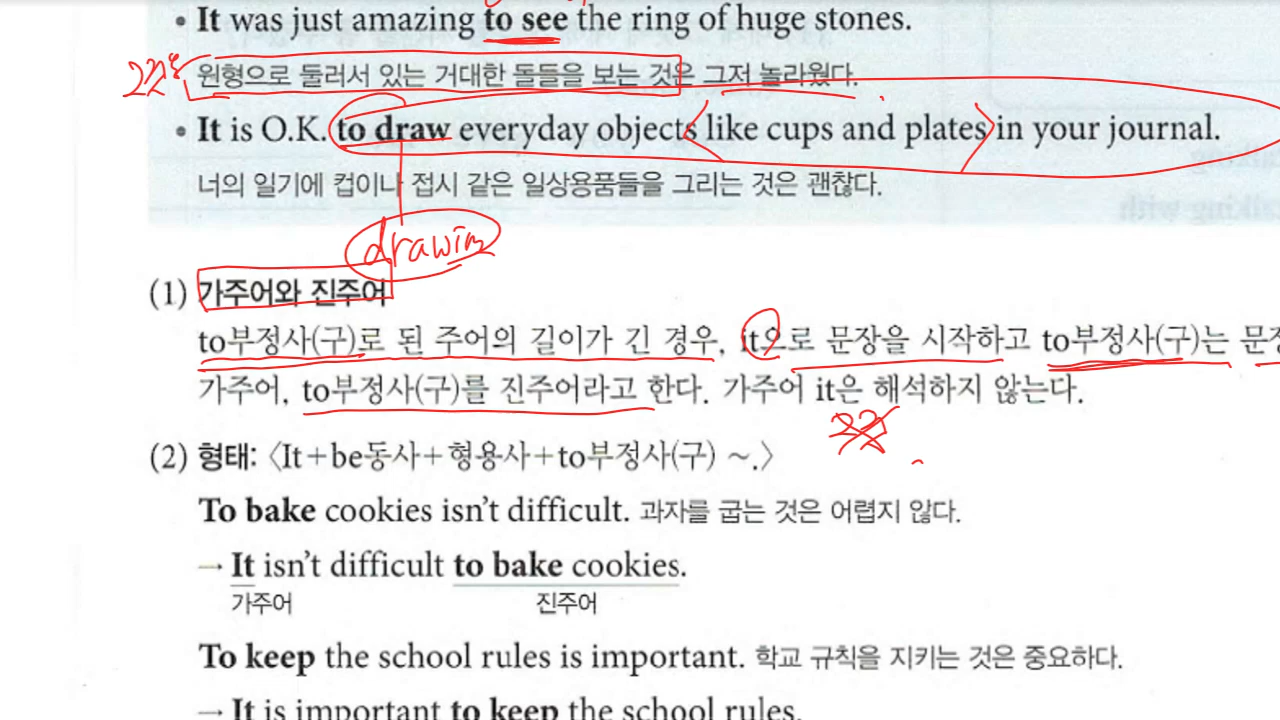 • It was just amazing to see the ring of huge stones.
원형으로 둘러서 있는 거대한 돌들을 보는 것은 그저 놀라웠다.
• It is O.K. to draw everyday objects like cups and plates in your journal.
너의 일기에 컵이나 접시 같은 일상용품들을 그리는 것은 괜찮다.
(1) 가주어와 진주어
to부정사(구)로 된 주어의 길이가 긴 경우, it으로 문장을 시작하고 to부정사(구)는
가주어, to부정사(구)를 진주어라고 한다. 가주어 it은 해석하지 않는다.
(2) 형태: 〈It+be동사+형용사+to부정사(구) ~.〉
To bake cookies isn't difficult. 과자를 굽는 것은 어렵지 않다.
→ It isn't difficult to bake cookies.
가주어 진주어
To keep the school rules is important. 학교 규칙을 지키는 것은 중요하다.
→ It is important to keep the school rules.